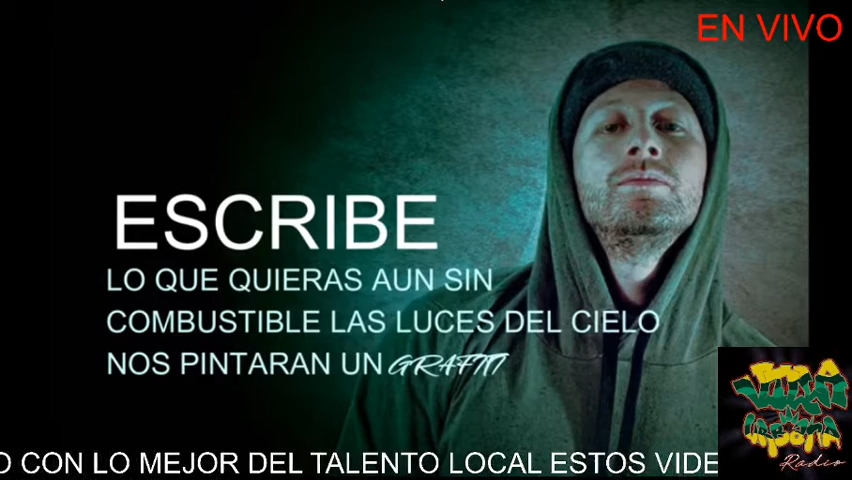 EN VIVO
ESCRIBE
LO QUE QUIERAS AUN SIN
COMBUSTIBLE LAS LUCES DEL CIELO
NOS PINTARAN UN GRAFITI
O CON LO MEJOR DEL TALENTO LOCAL ESTOS VIDE
Radio